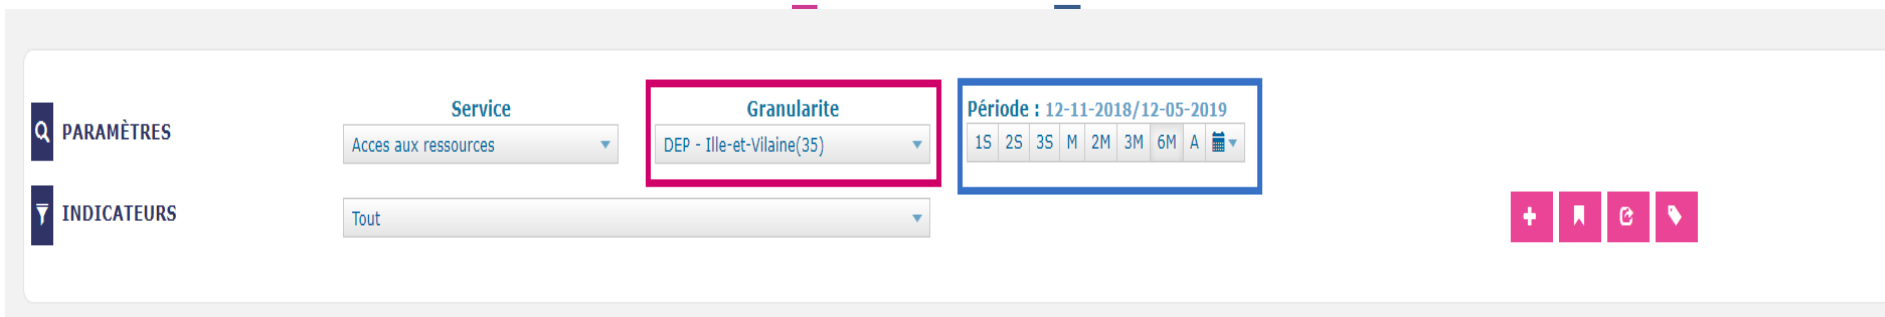 PARAMÈTRES
Service
Acces aux ressources
Granularite
DEP - Ille-et-Vilaine(35)
Période : 12-11-2018/12-05-2019
1S 2S 3S M 2M 3M 6M A
INDICATEURS
Tout